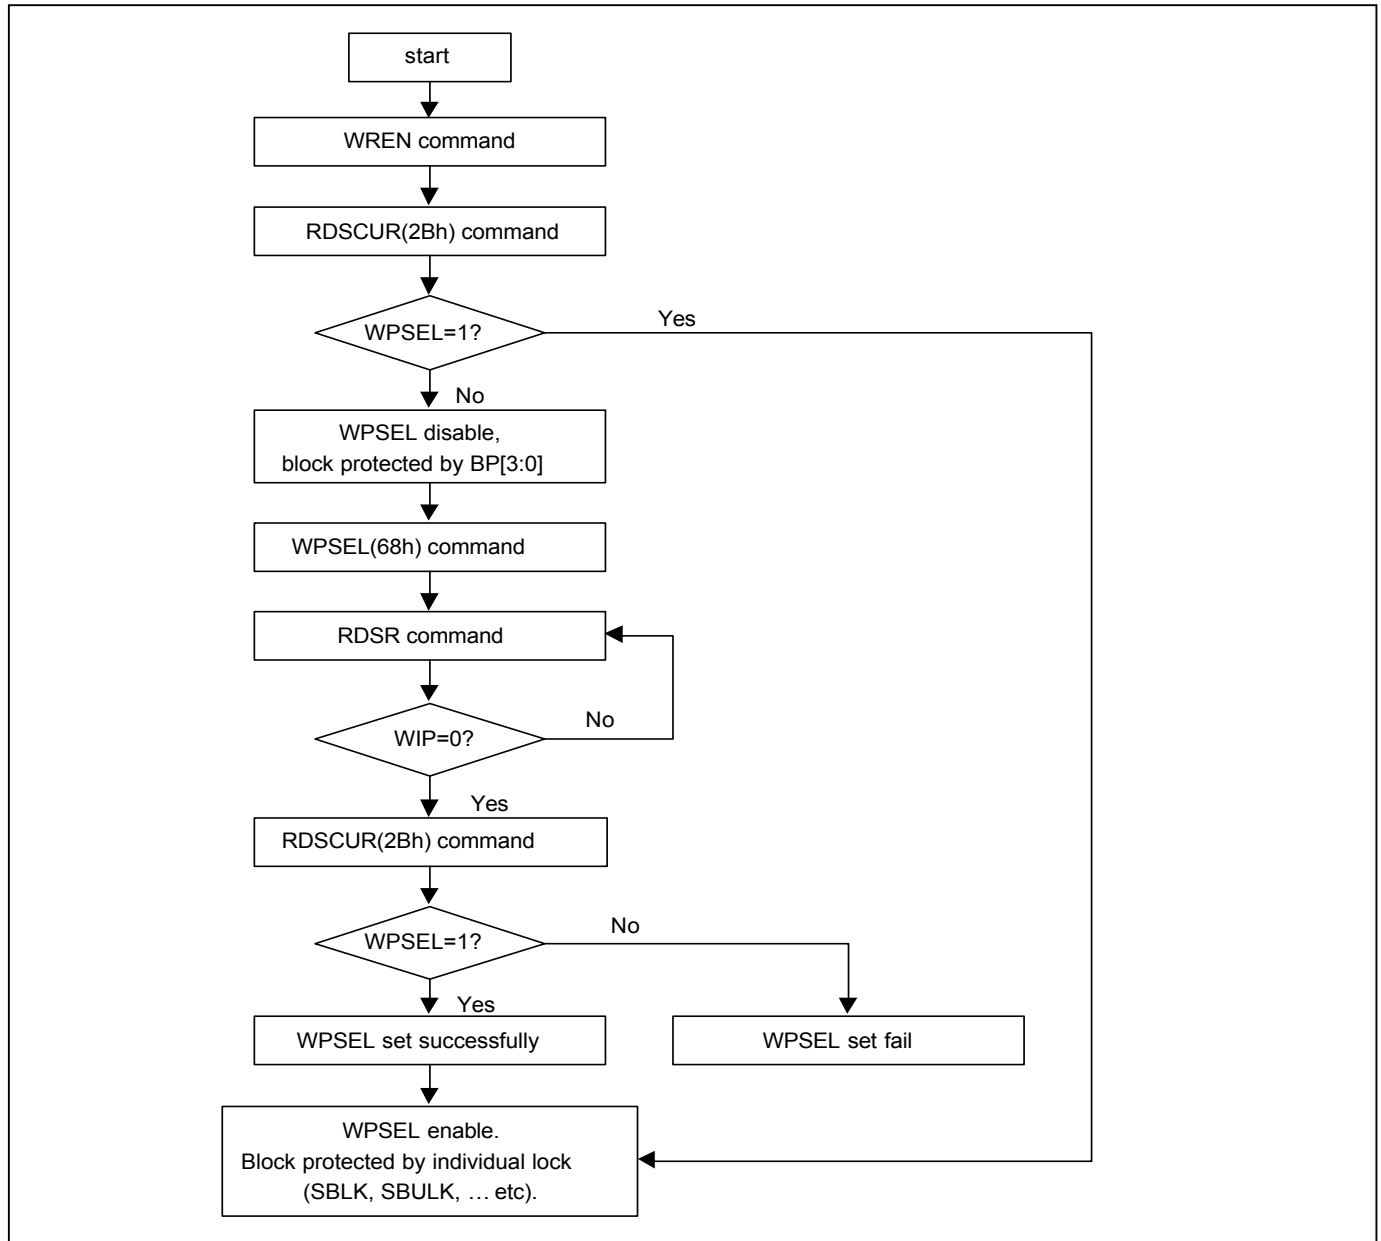 start
WREN command
RDSCUR(2Bh) command
WPSEL=1?
Yes
No
WPSEL disable,
block protected by BP[3:0]
WPSEL(68h) command
RDSR command
WIP=0?
No
Yes
RDSCUR(2Bh) command
WPSEL=1?
No
Yes
WPSEL set successfully
WPSEL set fail
WPSEL enable.
Block protected by individual lock
(SBLK, SBULK, … etc).